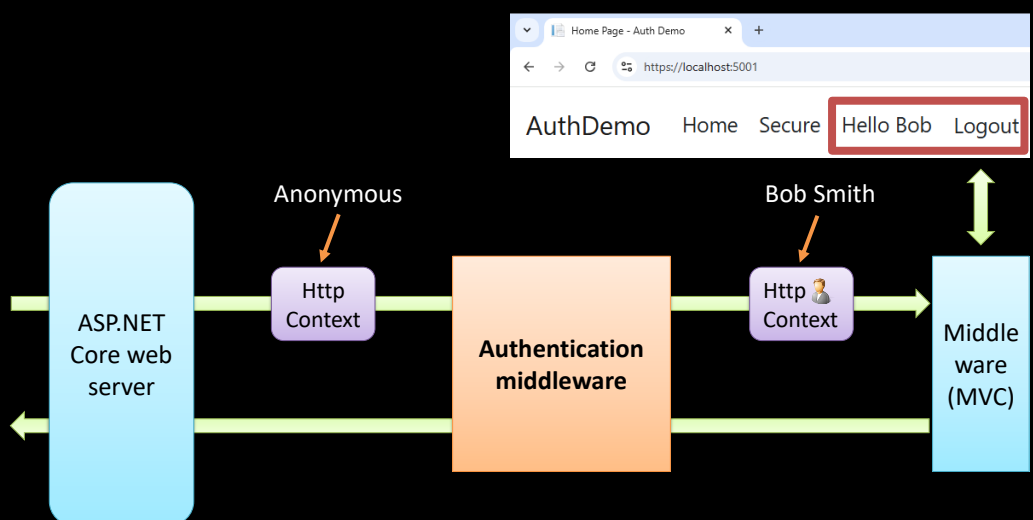 Home Page - Auth Demo
https://localhost:5001
AuthDemo Home Secure Hello Bob Logout
Anonymous
Bob Smith
Http
Context
Http
Context
ASP.NET
Core web
server
Authentication
middleware
Middle
ware
(MVC)